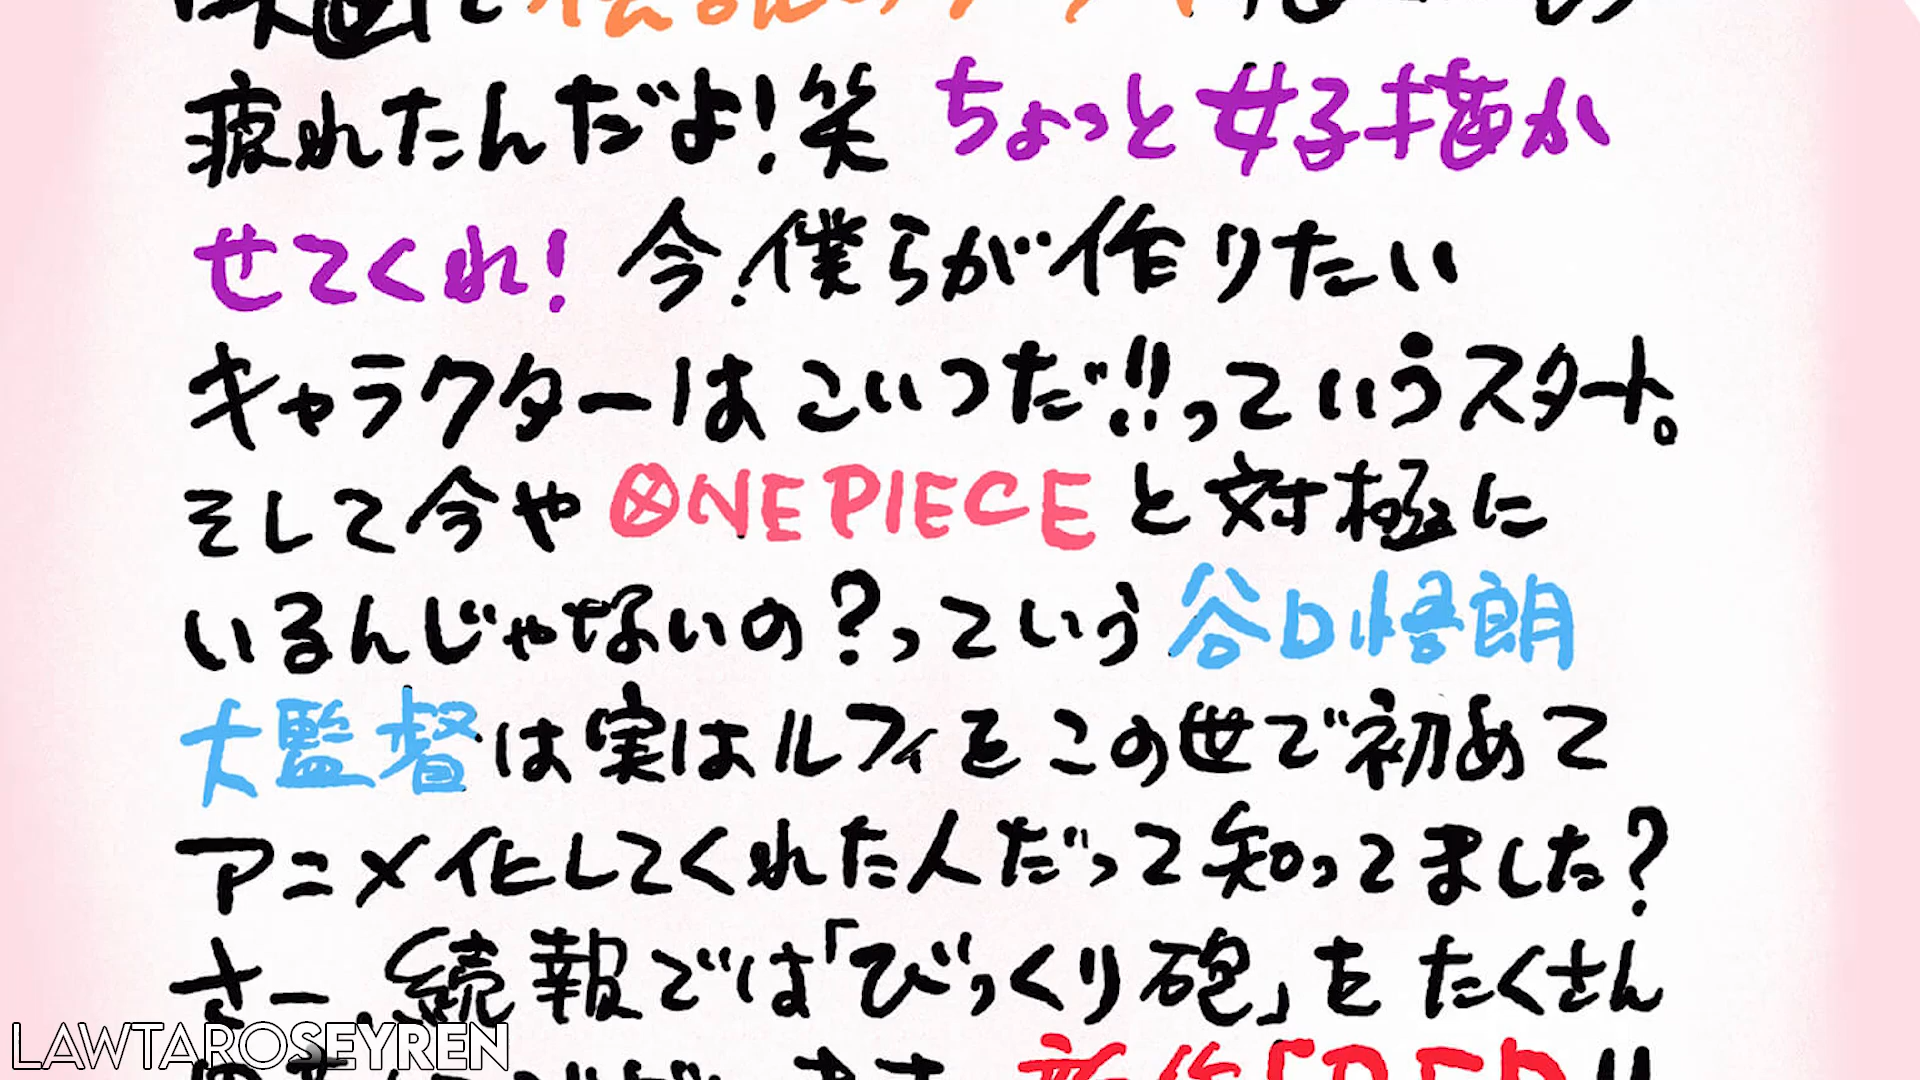 疲れたんだよ!笑 ちょっと女子描か
せてくれ! 今、僕らが作りたい
キャラクターはこいつだ!!っていうスタート。
そして今や ONE PIECE と対極に
いるんじゃないの?っていう谷口悟朗
大監督は実はルフィをこの世で初めて
アニメ化してくれた人だって知ってました?
さー、続報では「びっくり砲」をたくさん
LAWTAROSEYREN